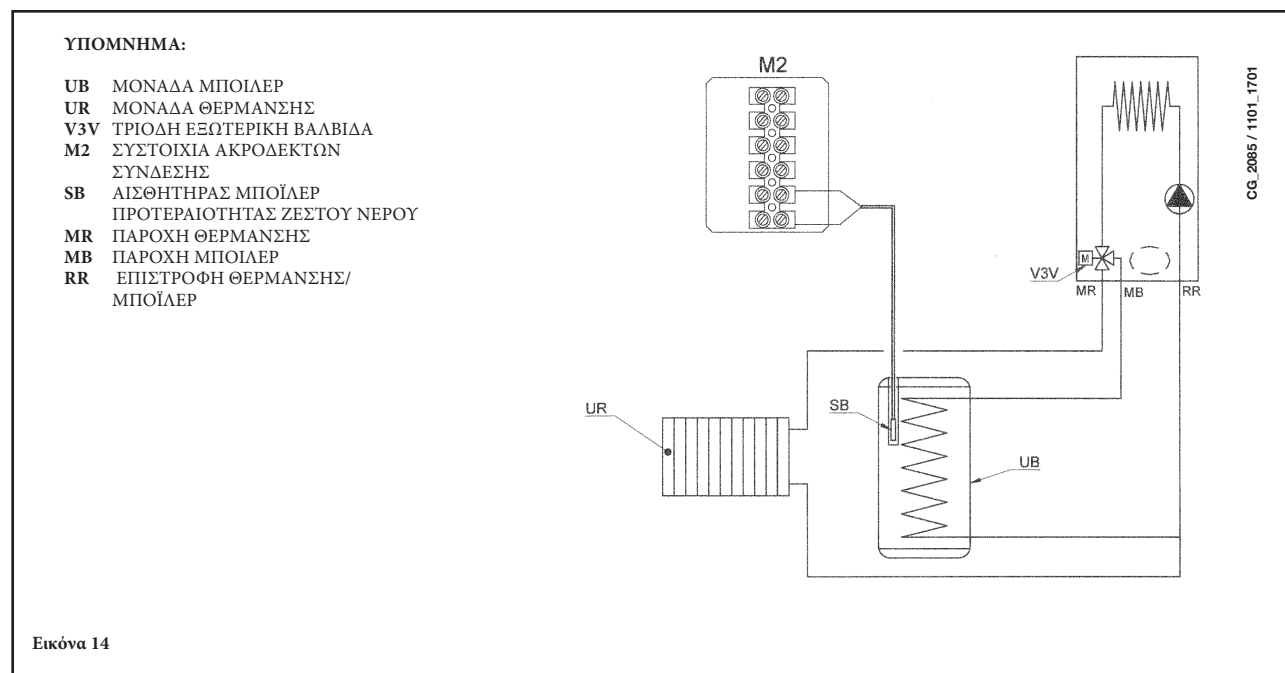 ΥΠΟΜΝΗΜΑ:
UB ΜΟΝΑΔΑ ΜΠΟΙΛΕΡ
UR ΜΟΝΑΔΑ ΘΕΡΜΑΝΣΗΣ
V3V ΤΡΙΟΔΗ ΕΞΩΤΕΡΙΚΗ ΒΑΛΒΙΔΑ
M2 ΣΥΣΤΟΙΧΙΑ ΑΚΡΟΔΕΚΤΩΝ
ΣΥΝΔΕΣΗΣ
SB ΑΙΣΘΗΤΗΡΑΣ ΜΠΟΪΛΕΡ
ΠΡΟΤΕΡΑΙΟΤΗΤΑΣ ΖΕΣΤΟΥ ΝΕΡΟΥ
MR ΠΑΡΟΧΗ ΘΕΡΜΑΝΣΗΣ
MB ΠΑΡΟΧΗ ΜΠΟΙΛΕΡ
RR ΕΠΙΣΤΡΟΦΗ ΘΕΡΜΑΝΣΗΣ/
ΜΠΟΪΛΕΡ
M2
M
V3V
MR
MB
RR
UR
SB
UB
CG_2085 / 1101_1701
Εικόνα 14